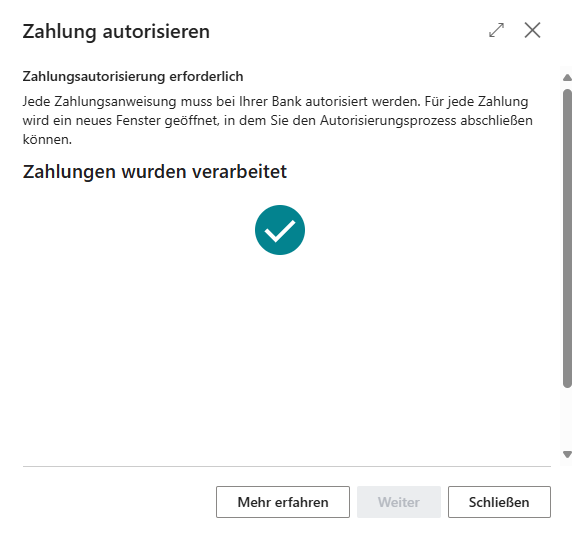 Zahlung autorisieren
Zahlungsautorisierung erforderlich
Jede Zahlungsanweisung muss bei Ihrer Bank autorisiert werden. Für jede Zahlung
wird ein neues Fenster geöffnet, in dem Sie den Autorisierungsprozess abschließen
können.
Zahlungen wurden verarbeitet
Mehr erfahren
Weiter
Schließen